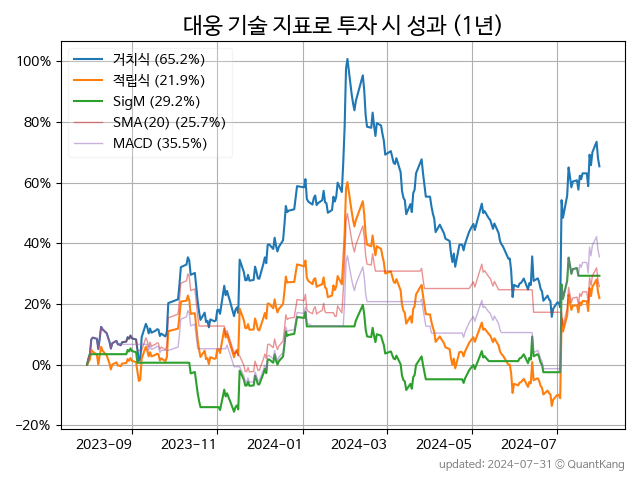 대웅 기술 지표로 투자 시 성과 (1년)
거치식 (65.2%)
적립식 (21.9%)
SigM (29.2%)
SMA(20) (25.7%)
MACD (35.5%)
100%
80%
60%
40%
20%
0%
−20%
2023-09
2023-11
2024-01
2024-03
2024-05
2024-07
updated: 2024-07-31 © QuantKang